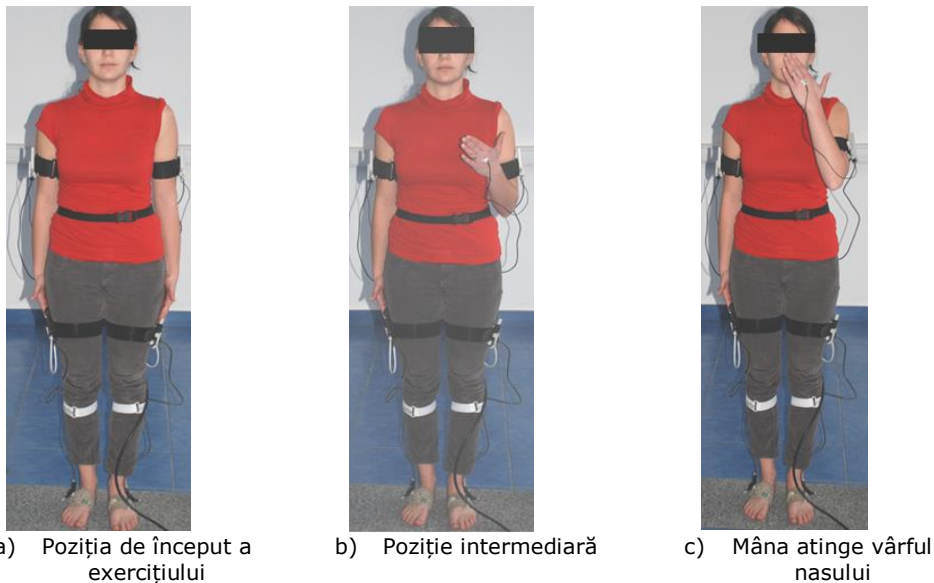 a) Poziția de început a
exercițiului
b) Poziție intermediară
c) Mâna atinge vârful
nasului